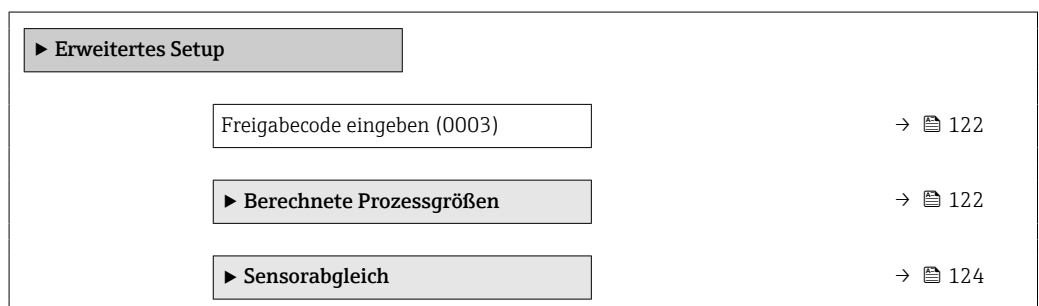 ▶ Erweitertes Setup
Freigabecode eingeben (0003) → 122
▶ Berechnete Prozessgrößen → 122
▶ Sensorabgleich → 124